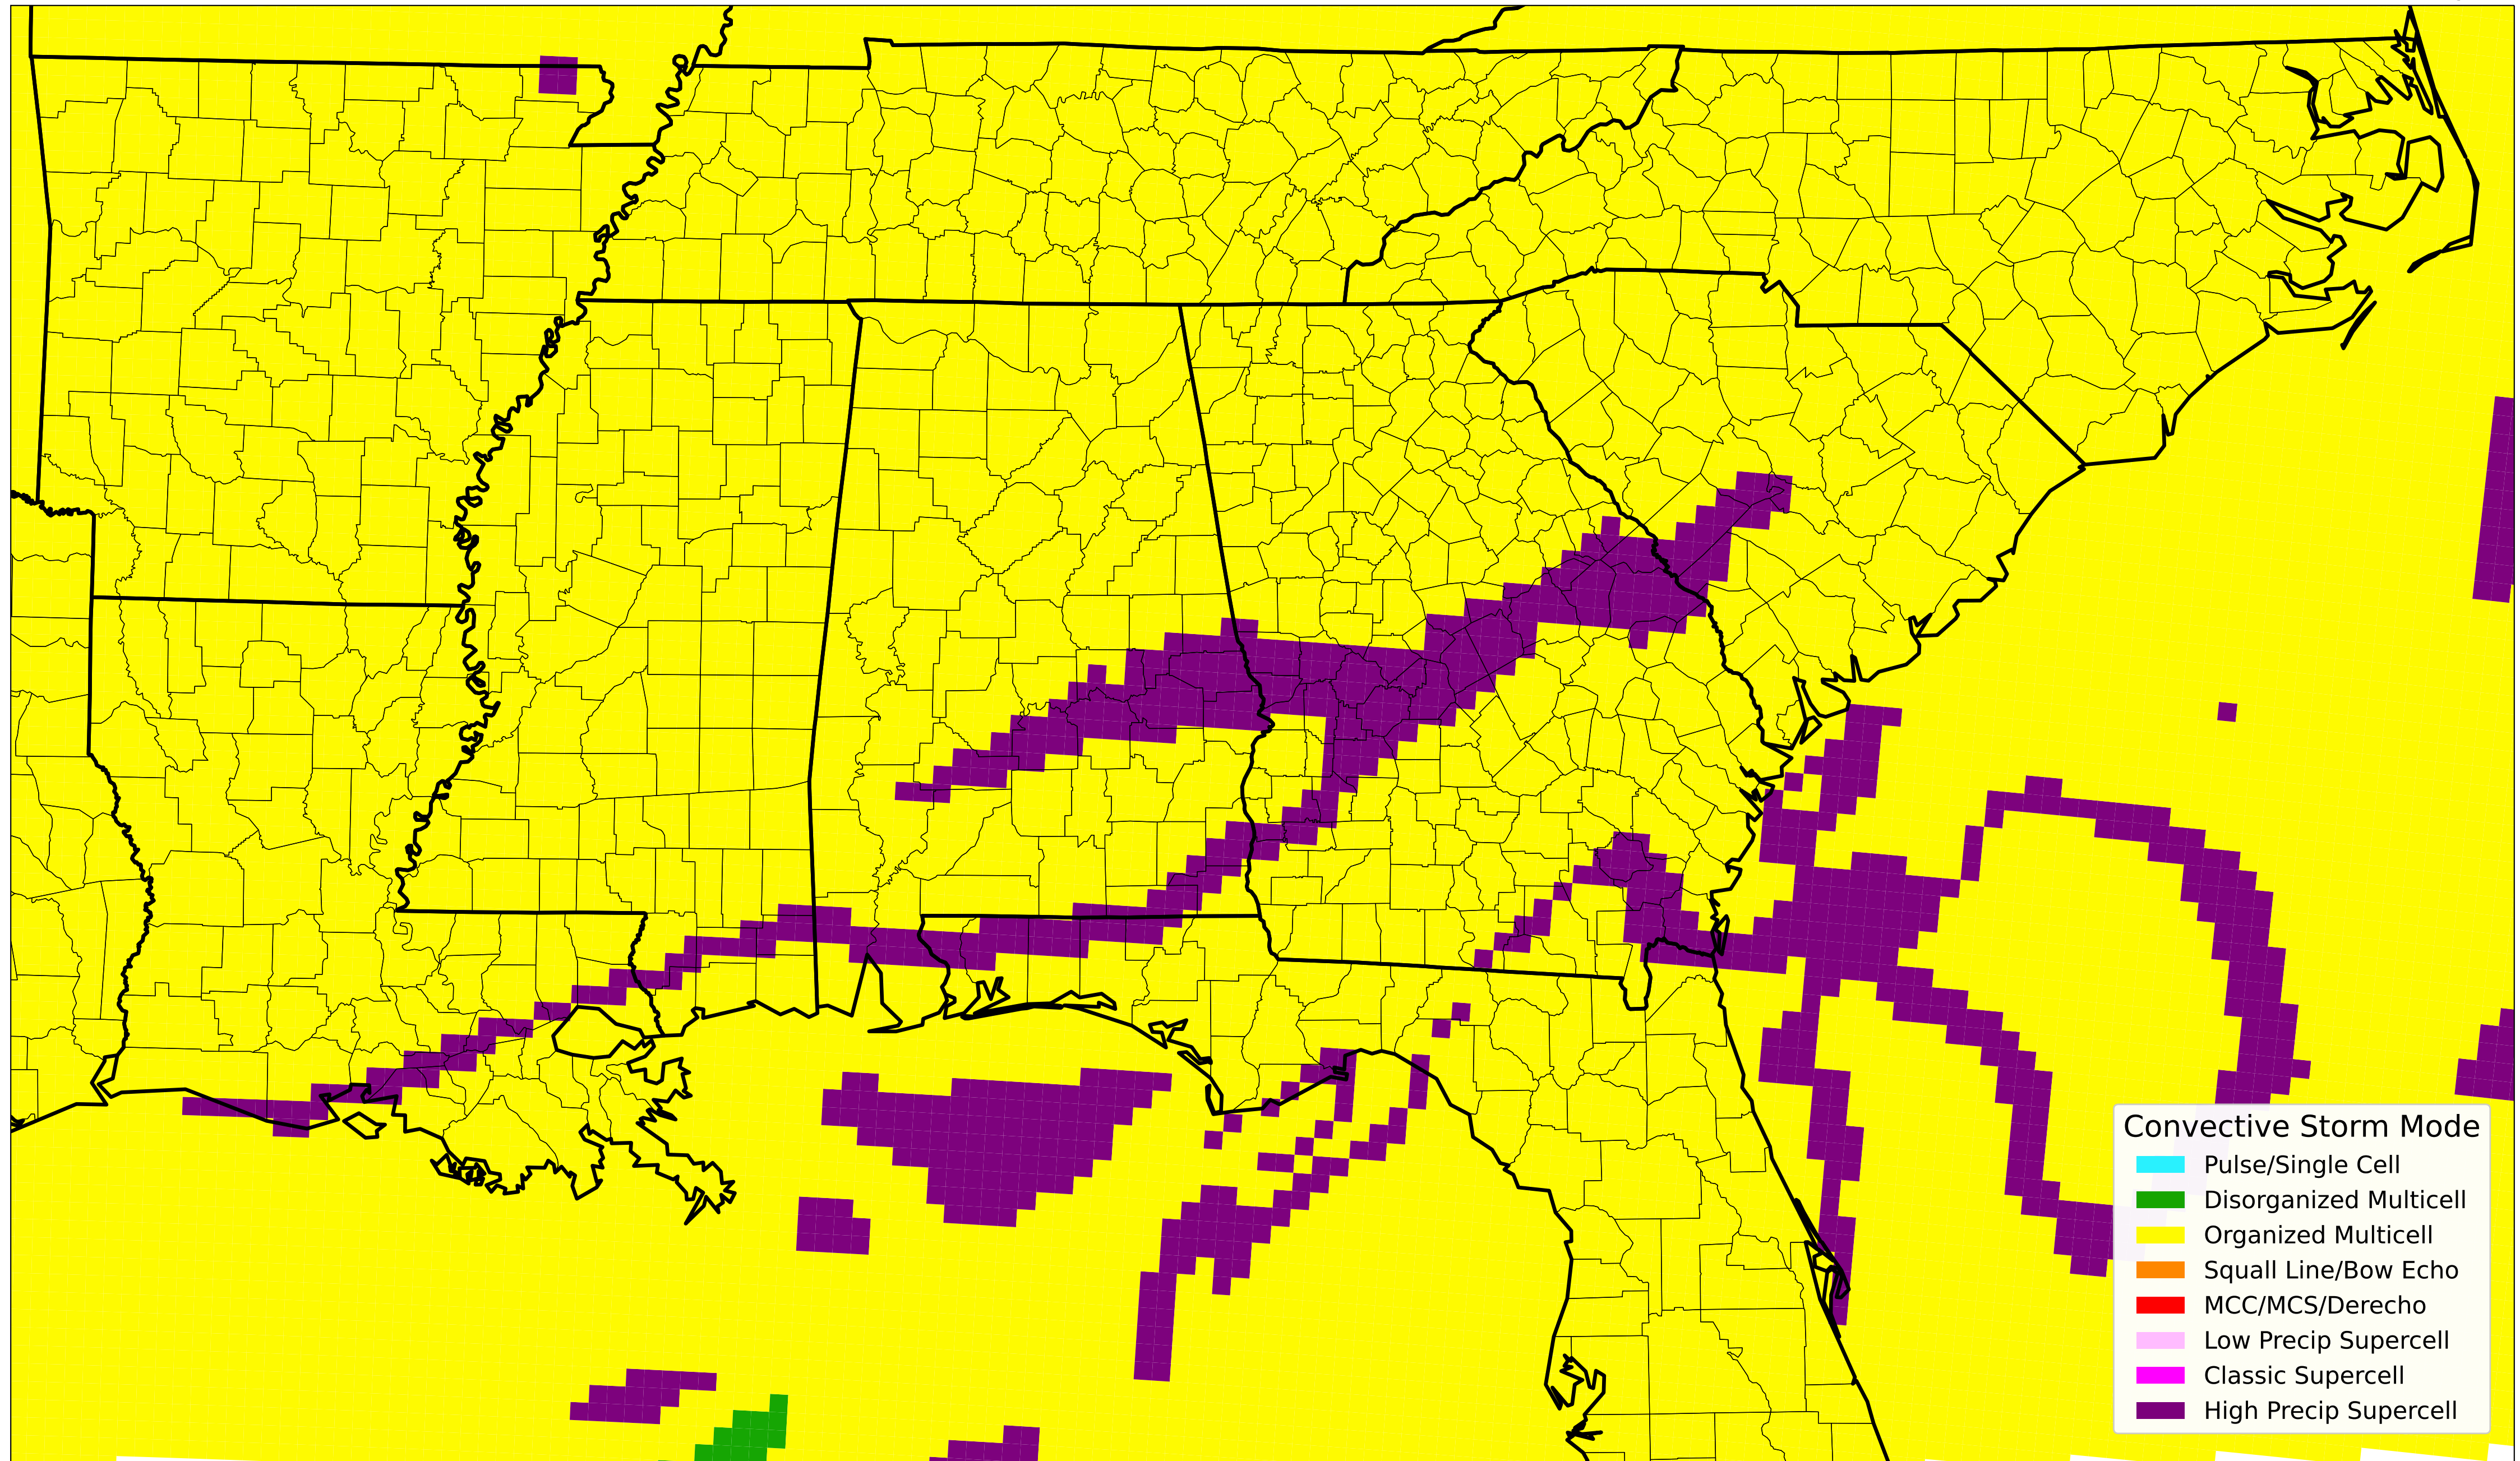 Convective Storm Mode
Pulse/Single Cell
Disorganized Multicell
Organized Multicell
Squall Line/Bow Echo
MCC/MCS/Derecho
Low Precip Supercell
Classic Supercell
High Precip Supercell